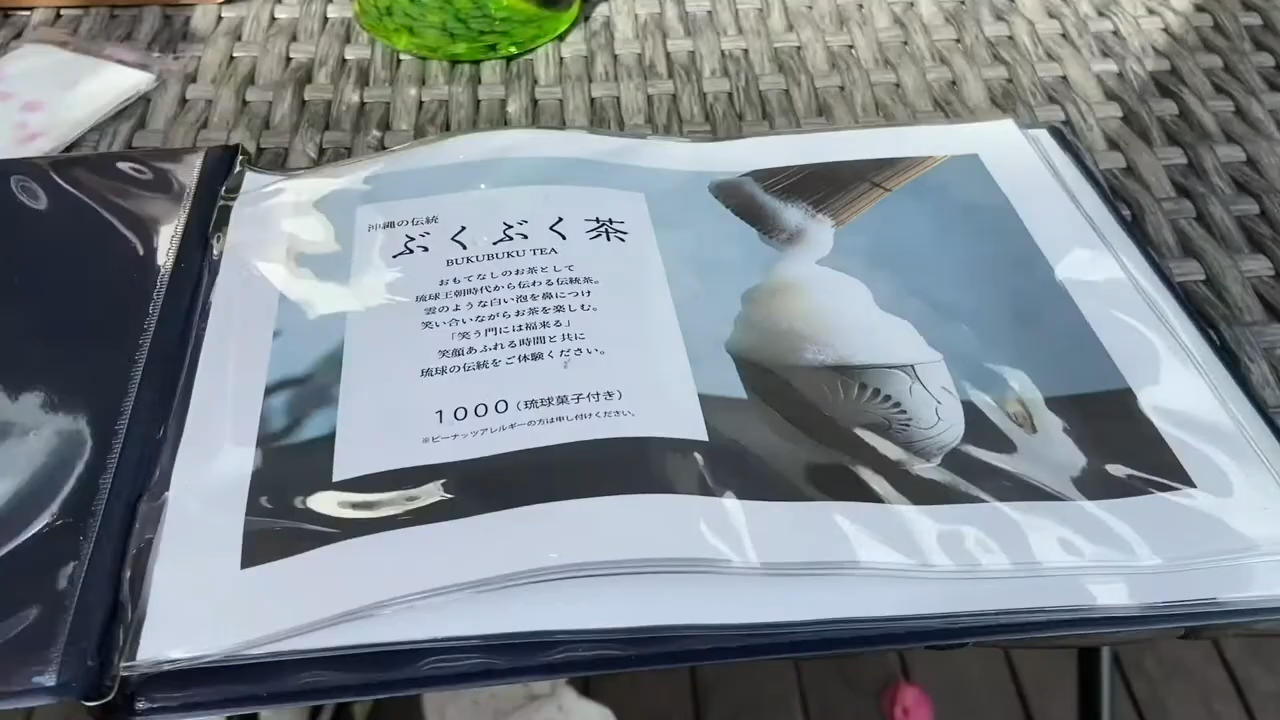 沖縄の伝統
ぶくぶく茶
BUKUBUKU TEA
おもてなしのお茶として
琉球王朝時代から伝わる伝統茶。
雲のような白い泡を鼻につけ
笑い合いながらお茶を楽しむ。
「笑う門には福来る」
笑顔あふれる時間と共に
琉球の伝統をご体験ください。
1000(琉球菓子付き)
※ピーナッツアレルギーの方は申し付けください。